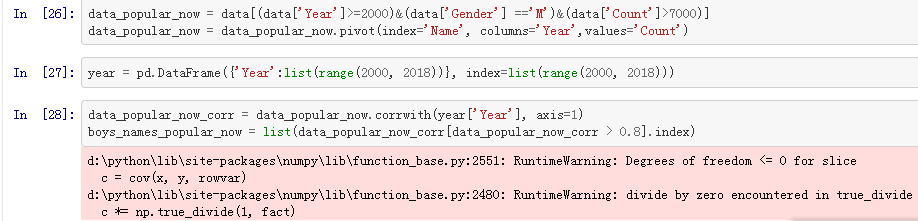 In [26]: data_popular_now = data[(data['Year']>=2000)&(data['Gender'] =='M')&(data['Count']>7000)]
data_popular_now = data_popular_now.pivot(index='Name', columns='Year',values='Count')
In [27]: year = pd.DataFrame({'Year':list(range(2000, 2018))}, index=list(range(2000, 2018)))
In [28]: data_popular_now_corr = data_popular_now.corrwith(year['Year'], axis=1)
boys_names_popular_now = list(data_popular_now_corr[data_popular_now_corr > 0.8].index)
d:\python\lib\site-packages\numpy\lib\function_base.py:2551: RuntimeWarning: Degrees of freedom <= 0 for slice
c = cov(x, y, rowvar)
d:\python\lib\site-packages\numpy\lib\function_base.py:2480: RuntimeWarning: divide by zero encountered in true_divide
c *= np.true_divide(1, fact)